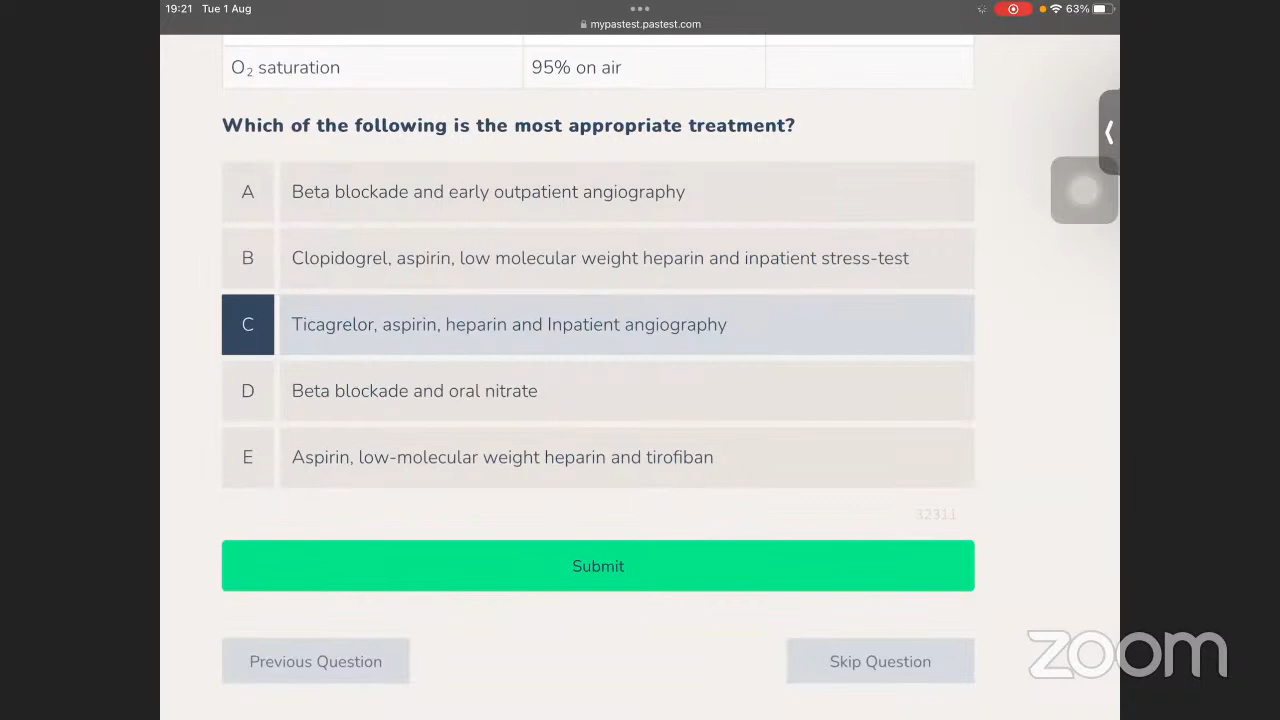 19:21 Tue 1 Aug
63%
mypastest.pastest.com
O₂ saturation 95% on air
Which of the following is the most appropriate treatment?
A Beta blockade and early outpatient angiography
B Clopidogrel, aspirin, low molecular weight heparin and inpatient stress-test
C Ticagrelor, aspirin, heparin and Inpatient angiography
D Beta blockade and oral nitrate
E Aspirin, low-molecular weight heparin and tirofiban
32311
Submit
Previous Question Skip Question
zoom